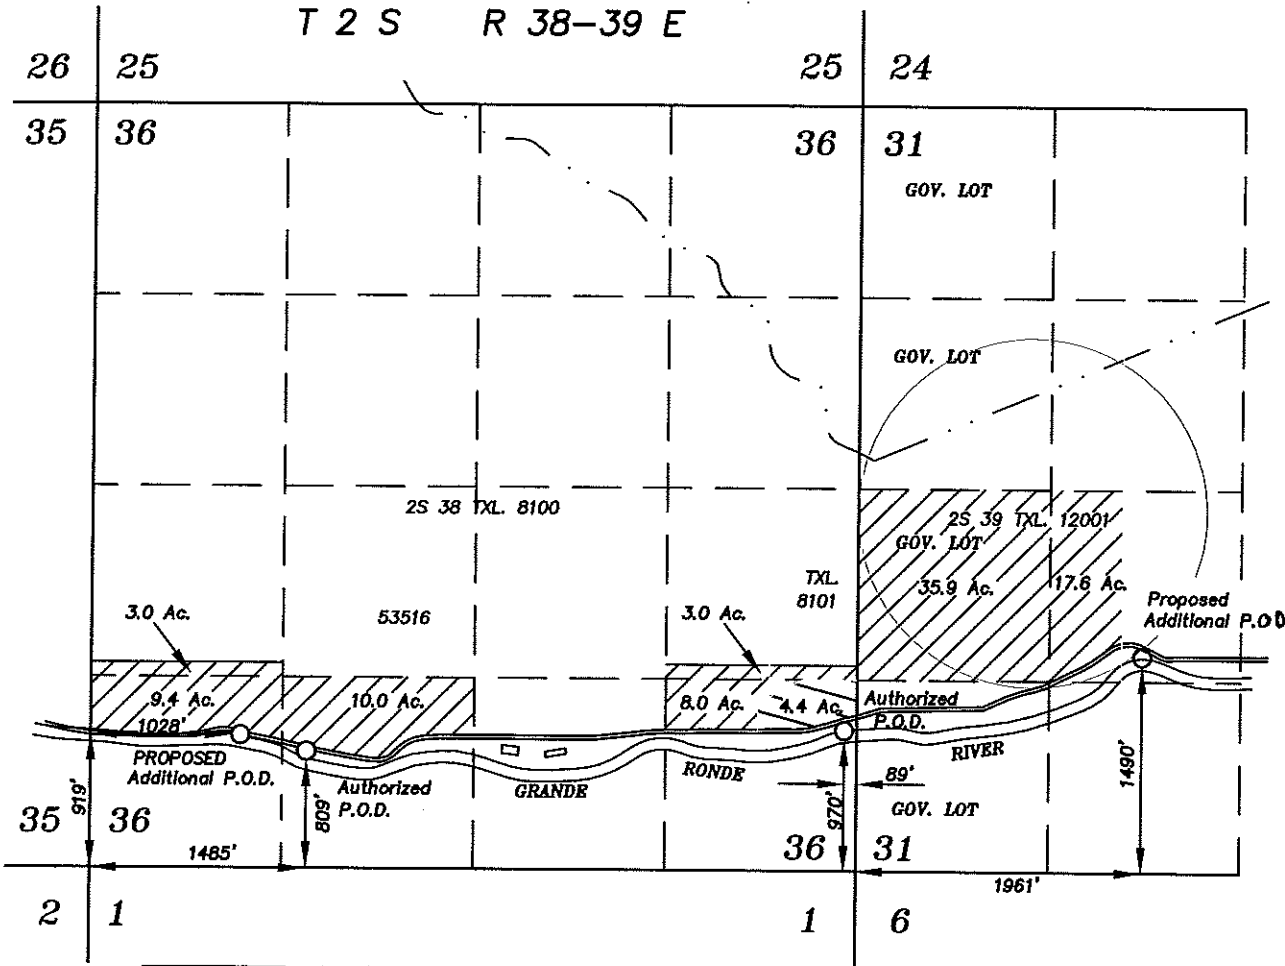 T 2 S R 38-39 E
26 25 25 24
35 36 36 31
GOV. LOT
GOV. LOT
2S 38 TXL. 8100
2S 39 TXL. 12001
GOV. LOT
TXL.
8101
35.9 Ac. 17.6 Ac.
3.0 Ac.
53516
3.0 Ac.
Proposed
Additional P.O.D
9.4 Ac.
10.0 Ac.
8.0 Ac.
4.4 Ac.
Authorized
P.O.D.
1028'
PROPOSED
Additional P.O.D.
Authorized
P.O.D.
GRANDE
RONDE
RIVER
919'
809'
970'
89'
1490'
GOV. LOT
35 36 36 31
1485'
1961'
2 1 1 6